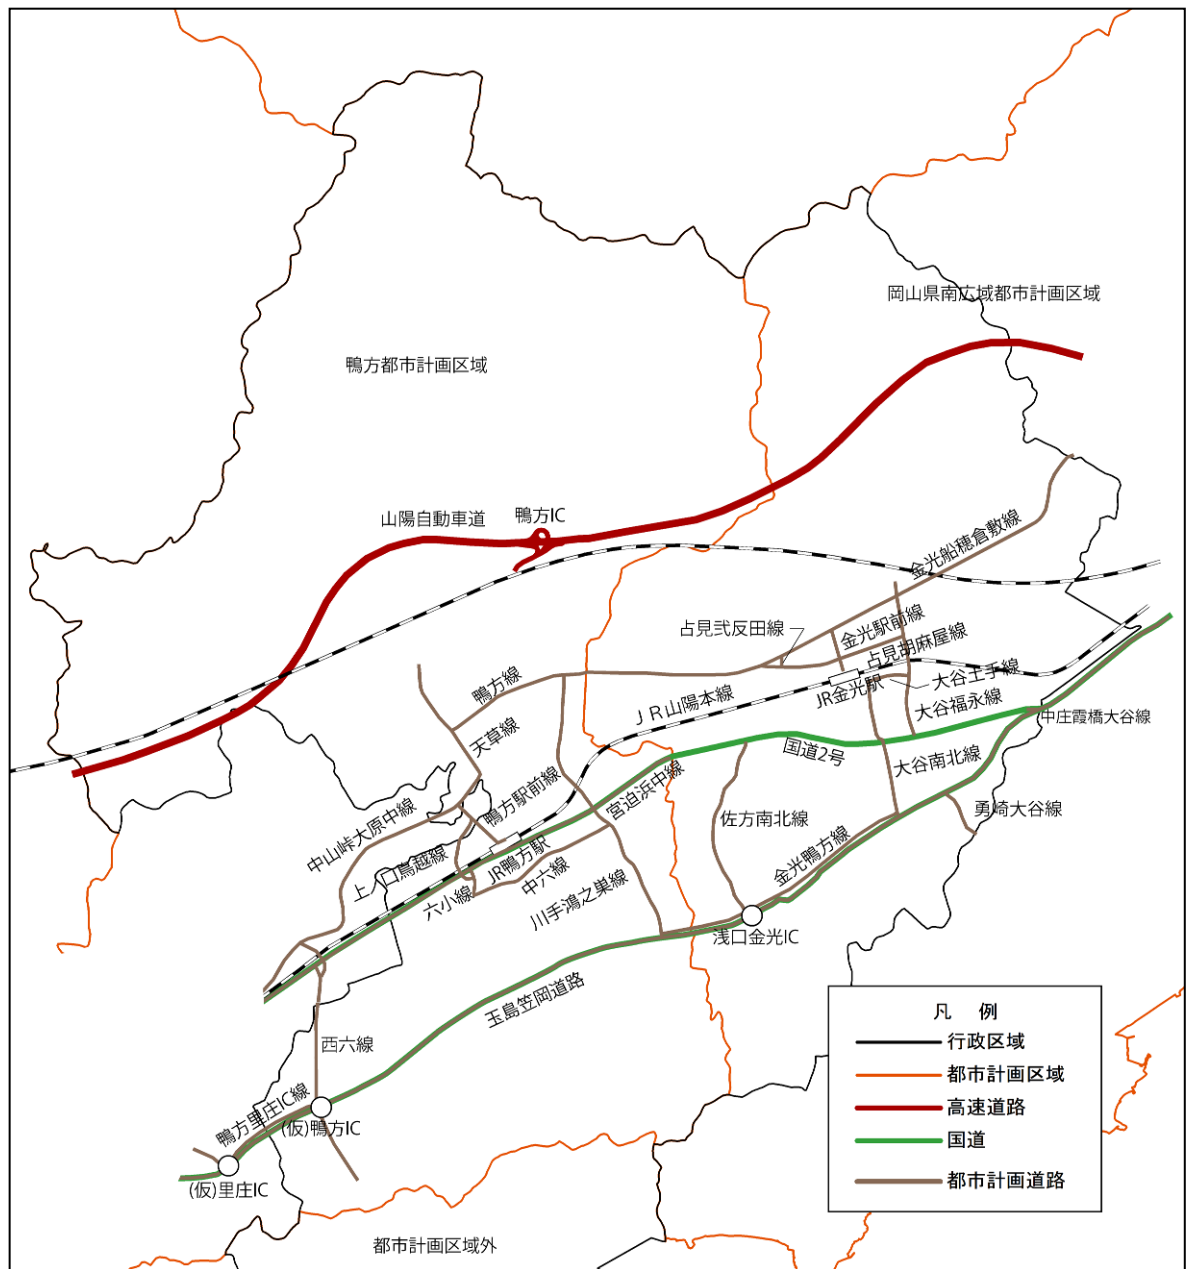 岡山県南広域都市計画区域
鴨方都市計画区域
山陽自動車道
鴨方IC
金光船穂倉敷線
占見弐反田線
金光駅前線
占見胡麻屋線
大谷土手線
JR金光駅
大谷福永線
中庄霞橋大谷線
鴨方線
ＪＲ山陽本線
天草線
国道2号
大谷南北線
勇崎大谷線
鴨方駅前線
宮迫浜中線
佐方南北線
中山峠大原中線
上ノ口鳥越線
JR鴨方駅
中六線
六小線
川手鴻之巣線
金光鴨方線
浅口金光IC
玉島笠岡道路
西六線
鴨方里庄IC線
(仮)鴨方IC
(仮)里庄IC
都市計画区域外
凡　例
行政区域
都市計画区域
高速道路
国道
都市計画道路